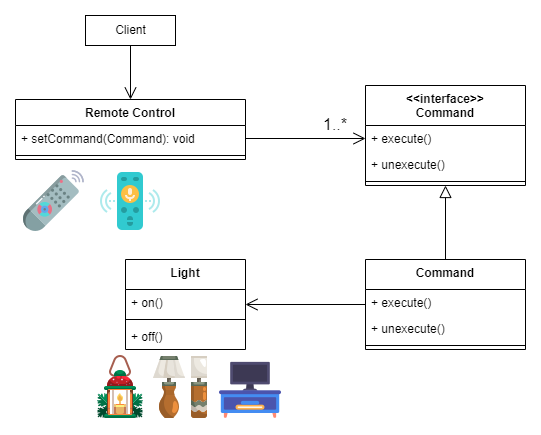 Client
Remote Control
+ setCommand(Command): void
1..*
<<interface>>
Command
+ execute()
+ unexecute()
Light
+ on()
+ off()
Command
+ execute()
+ unexecute()